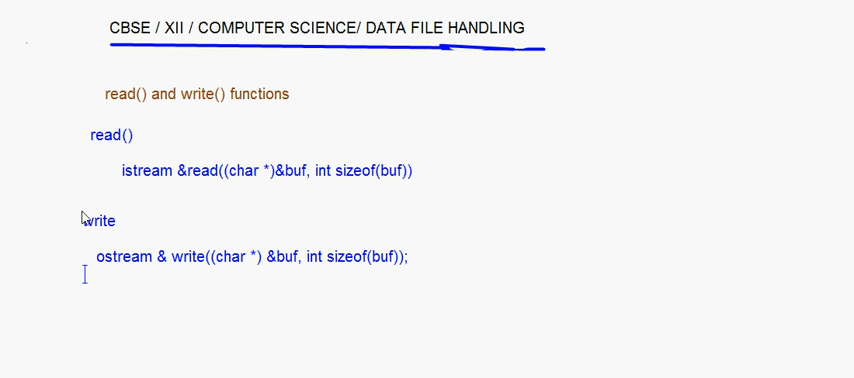 CBSE / XII / COMPUTER SCIENCE/ DATA FILE HANDLING
read() and write() functions
read()
istream &read((char *)&buf, int sizeof(buf))
write
ostream & write((char *) &buf, int sizeof(buf));